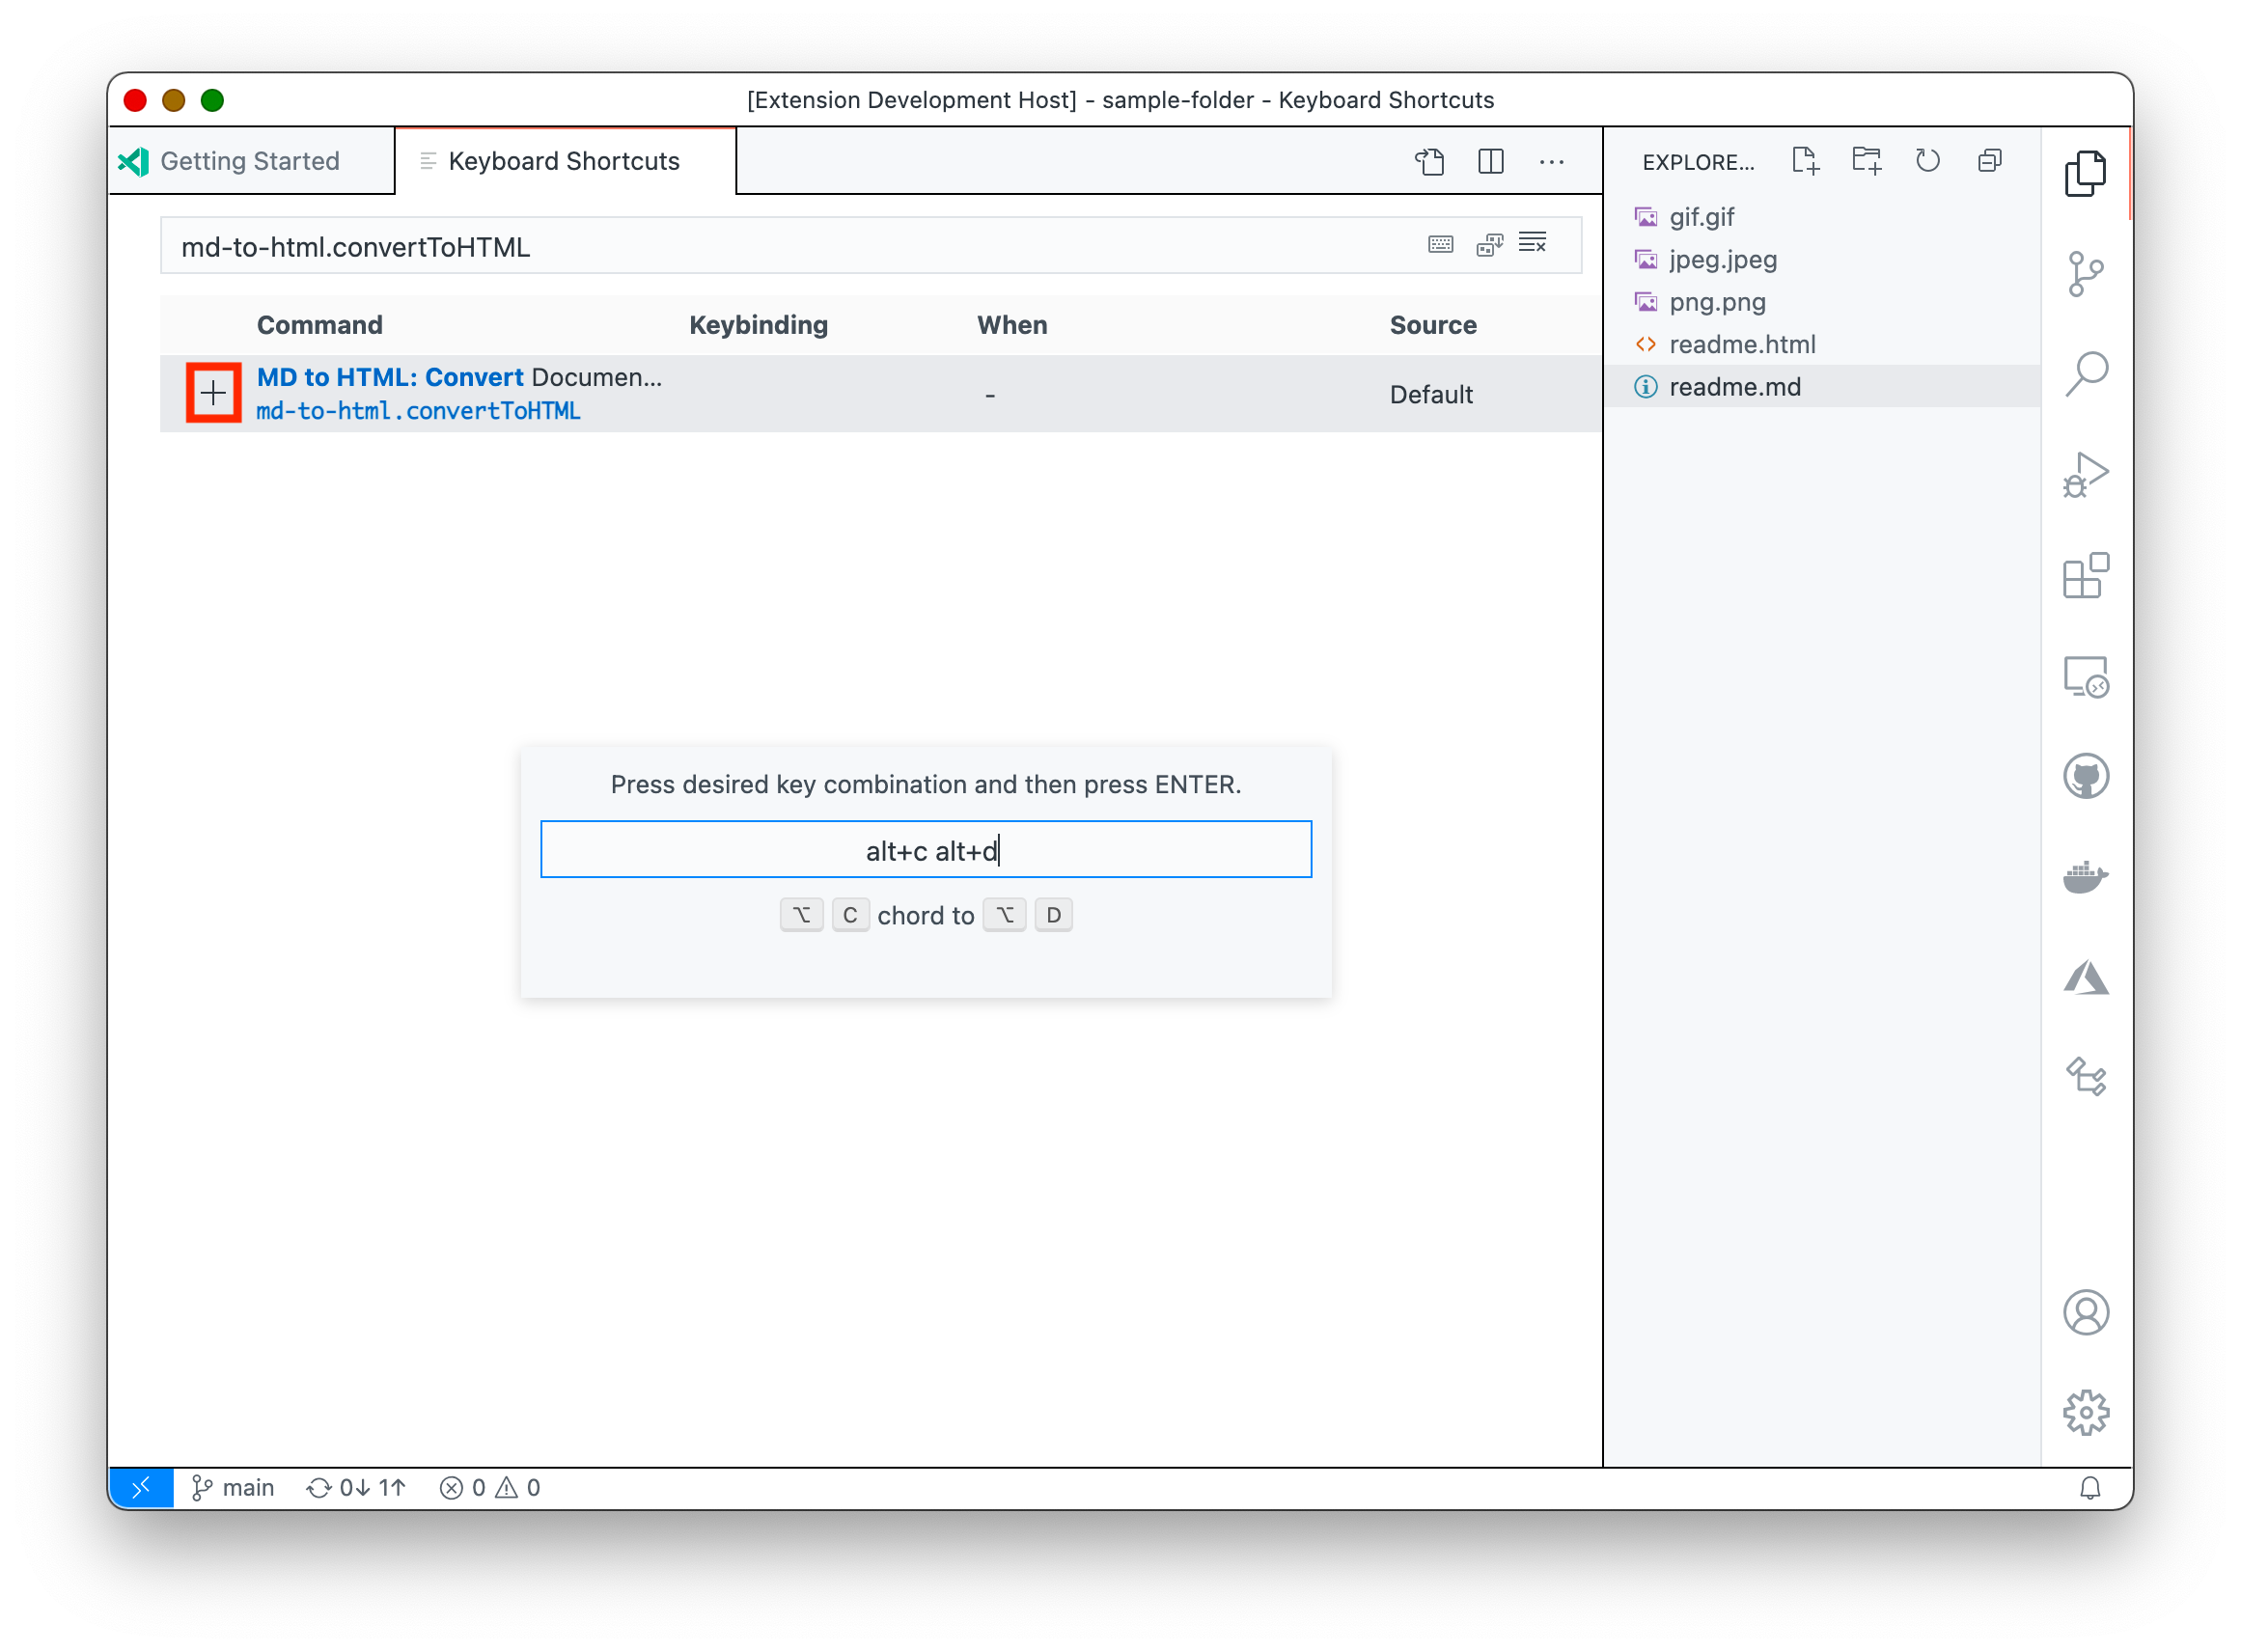 [Extension Development Host] - sample-folder - Keyboard Shortcuts
Getting Started
Keyboard Shortcuts
EXPLORE...
md-to-html.convertToHTML
Command Keybinding When Source
MD to HTML: Convert Documen...
md-to-html.convertToHTML
- Default
gif.gif
jpeg.jpeg
png.png
readme.html
readme.md
Press desired key combination and then press ENTER.
alt+c alt+d
⌥ C chord to ⌥ D
main 0↓ 1↑ 0 0